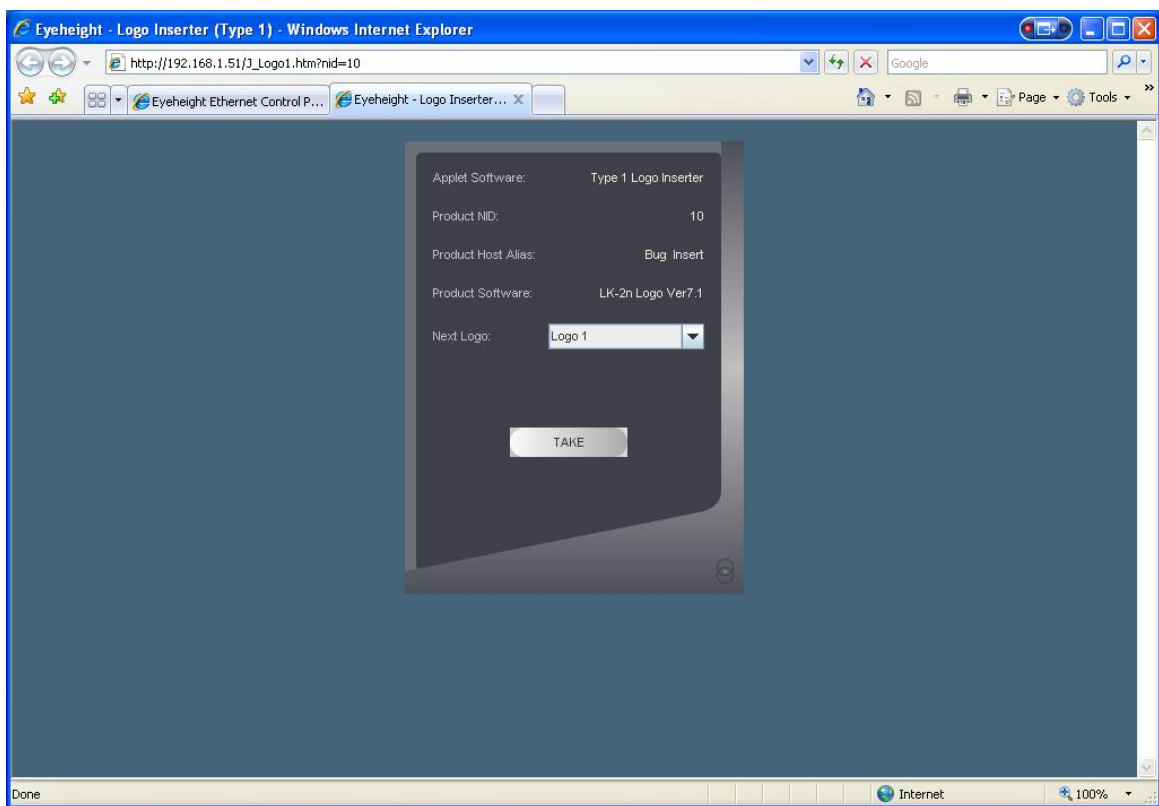 Eyeheight - Logo Inserter (Type 1) - Windows Internet Explorer
http://192.168.1.51/J_Logo1.htm?nid=10
Google
Eyeheight Ethernet Control P...
Eyeheight - Logo Inserter...
Page
Tools
Applet Software: Type 1 Logo Inserter
Product NID: 10
Product Host Alias: Bug Insert
Product Software: LK-2n Logo Ver7.1
Next Logo: Logo 1
TAKE
Done
Internet
100%